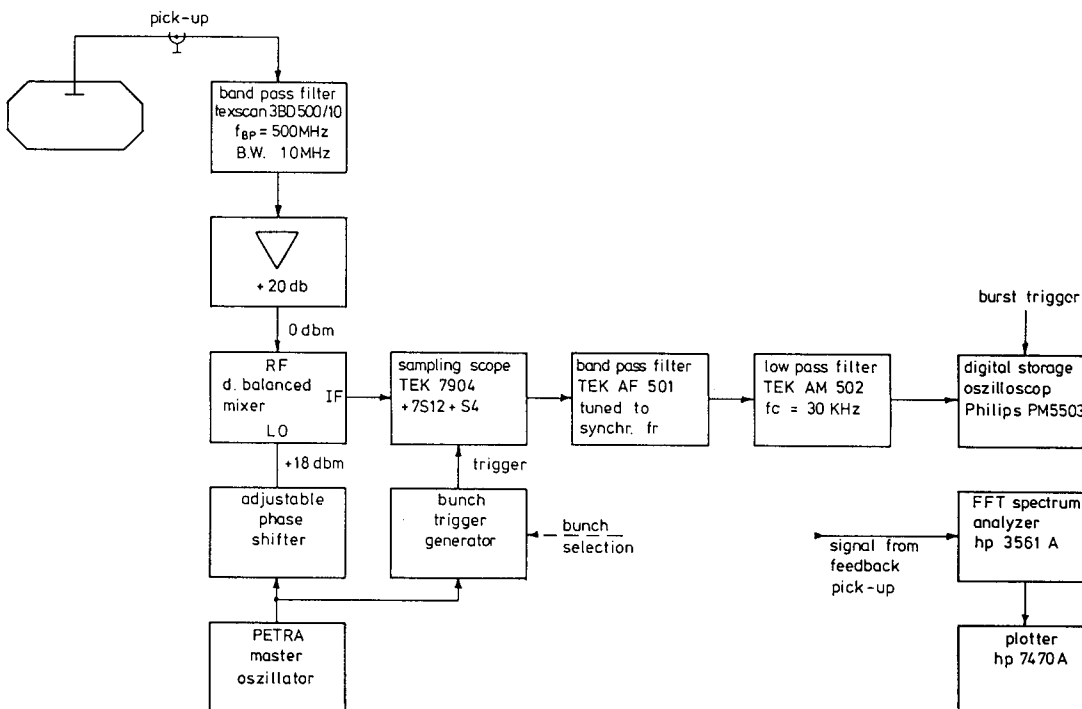 pick-up
band pass filter
texscan 3BD500/10
fBP = 500MHz
B.W. 10MHz
+20 db
0 dbm
burst trigger
RF
d. balanced
mixer
IF
LO
sampling scope
TEK 7904
+7S12 + S4
band pass filter
TEK AF 501
tuned to
synchr. fr
low pass filter
TEK AM 502
fc = 30 KHz
digital storage
oszilloscop
Philips PM5503
+18 dbm
trigger
adjustable
phase
shifter
bunch
trigger
generator
bunch
selection
signal from
feedback
pick-up
FFT spectrum
analyzer
hp 3561 A
PETRA
master
oszillator
plotter
hp 7470 A